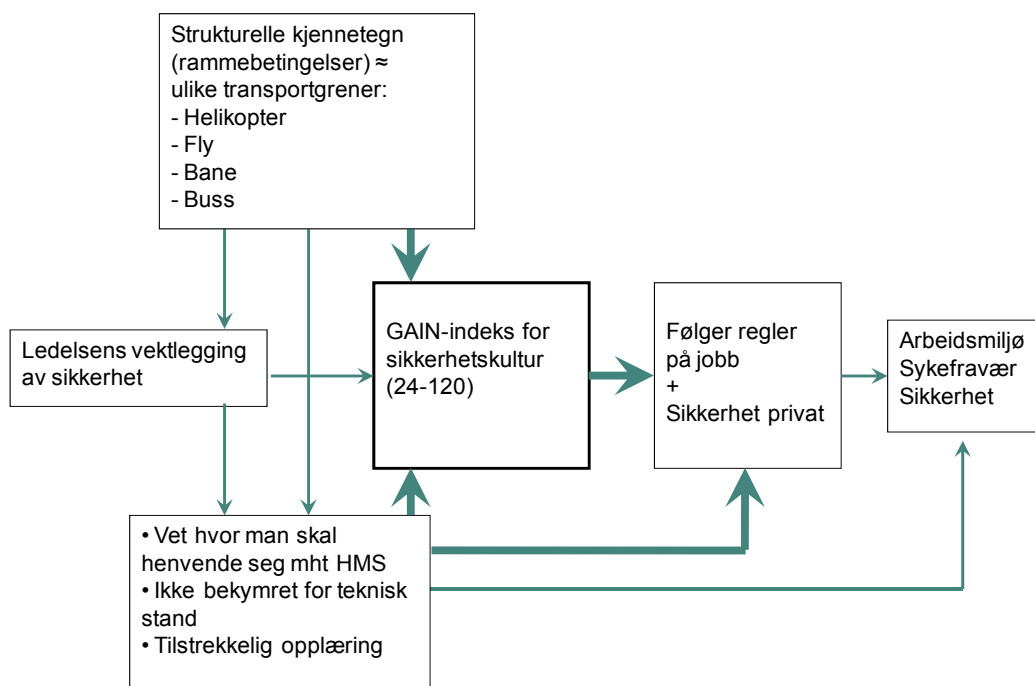 Strukturelle kjennetegn
(rammebetingelser) ≈
ulike transportgrener:
- Helikopter
- Fly
- Bane
- Buss
Ledelsens vektlegging
av sikkerhet
GAIN-indeks for
sikkerhetskultur
(24-120)
Følger regler
på jobb
+
Sikkerhet privat
Arbeidsmiljø
Sykefravær
Sikkerhet
• Vet hvor man skal
henvende seg mht HMS
• Ikke bekymret for teknisk
stand
• Tilstrekkelig opplæring